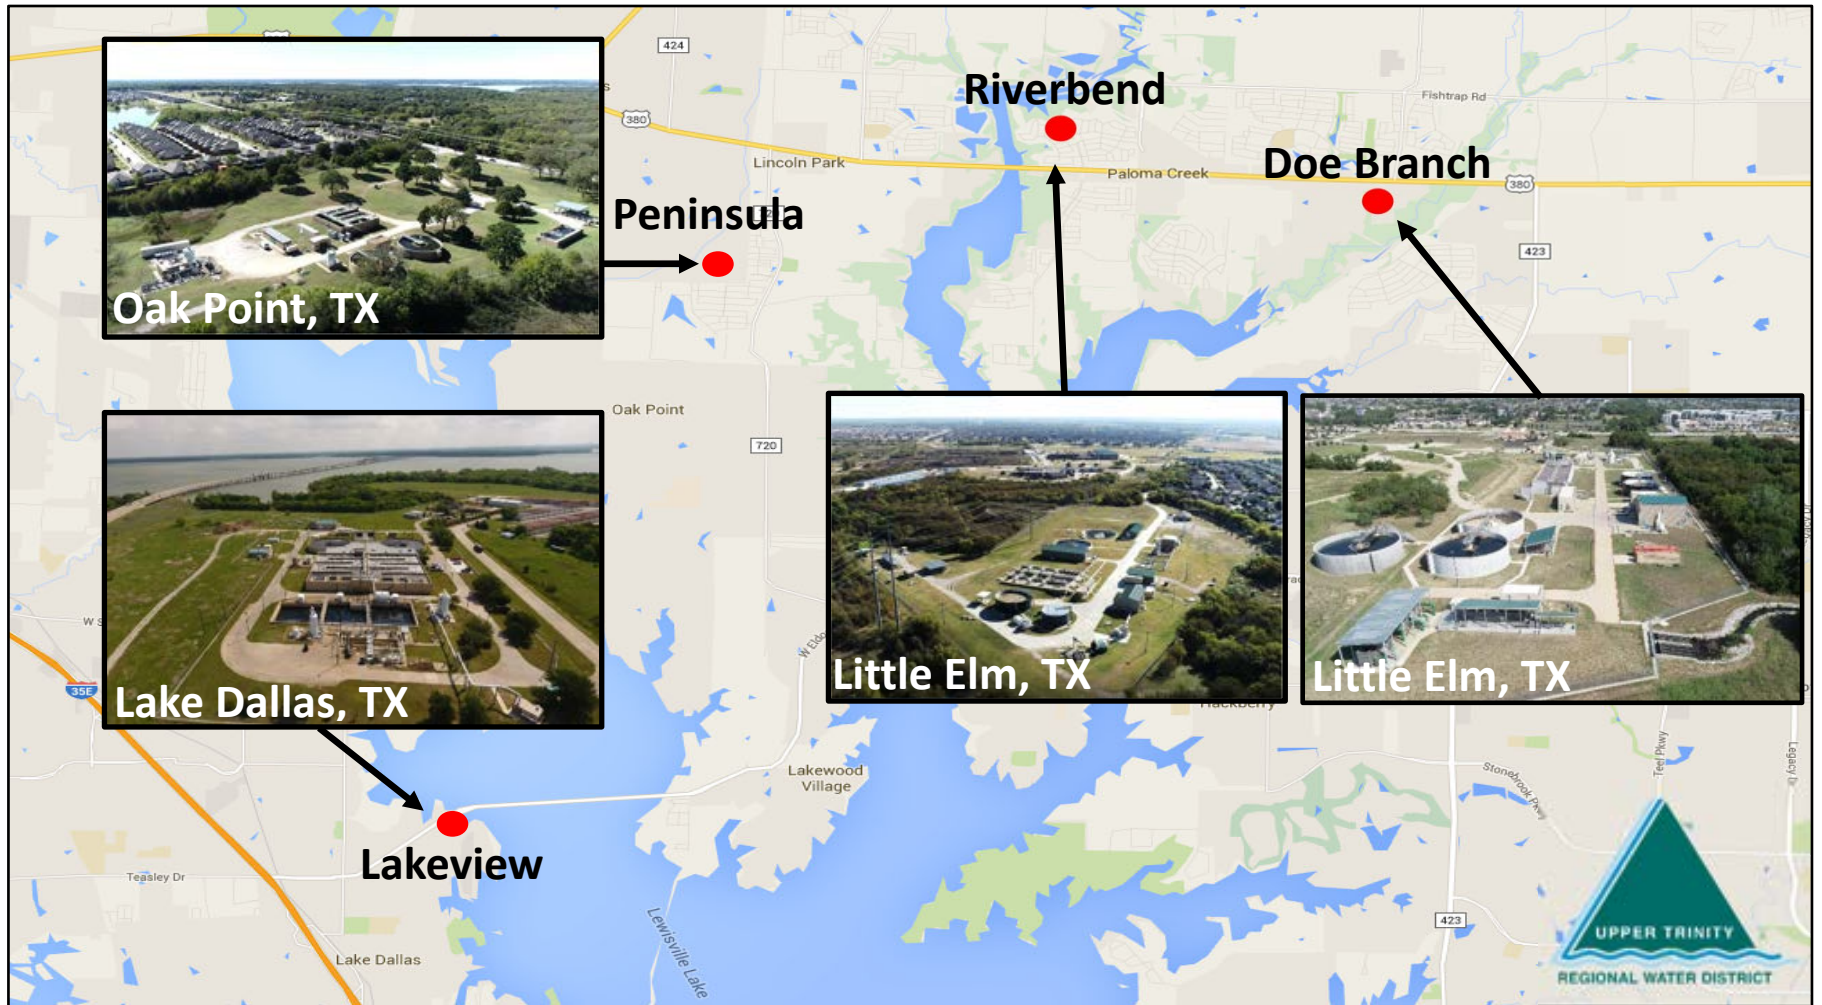 424
380
Riverbend
Fishtrap Rd
Lincoln Park
Paloma Creek
Doe Branch
380
Peninsula
423
Oak Point, TX
Oak Point
720
W Eldo
Little Elm, TX
Little Elm, TX
Hackberry
35E
Lake Dallas, TX
Lakewood
Village
Stonebrook Pkwy
Teel Pkwy
Legacy Dr
Lakeview
Teasley Dr
Lake Dallas
Lewisville Lake
423
UPPER TRINITY
REGIONAL WATER DISTRICT